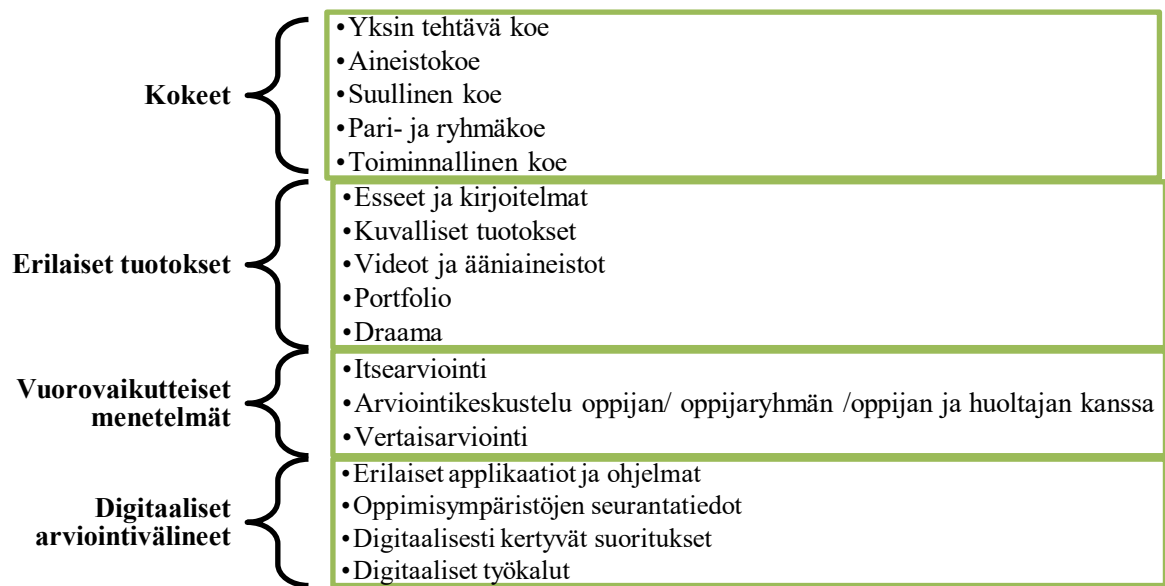 Kokeet
•Yksin tehtävä koe
•Aineistokoe
•Suullinen koe
•Pari- ja ryhmäkoe
•Toiminnallinen koe
Erilaiset tuotokset
•Esseet ja kirjoitelmat
•Kuvalliset tuotokset
•Videot ja ääniaineistot
•Portfolio
•Draama
Vuorovaikutteiset
menetelmät
•Itsearviointi
•Arviointikeskustelu oppijan/ oppijaryhmän /oppijan ja huoltajan kanssa
•Vertaisarviointi
Digitaaliset
arviointivälineet
•Erilaiset applikaatiot ja ohjelmat
•Oppimisympäristöjen seurantatiedot
•Digitaalisesti kertyvät suoritukset
•Digitaaliset työkalut